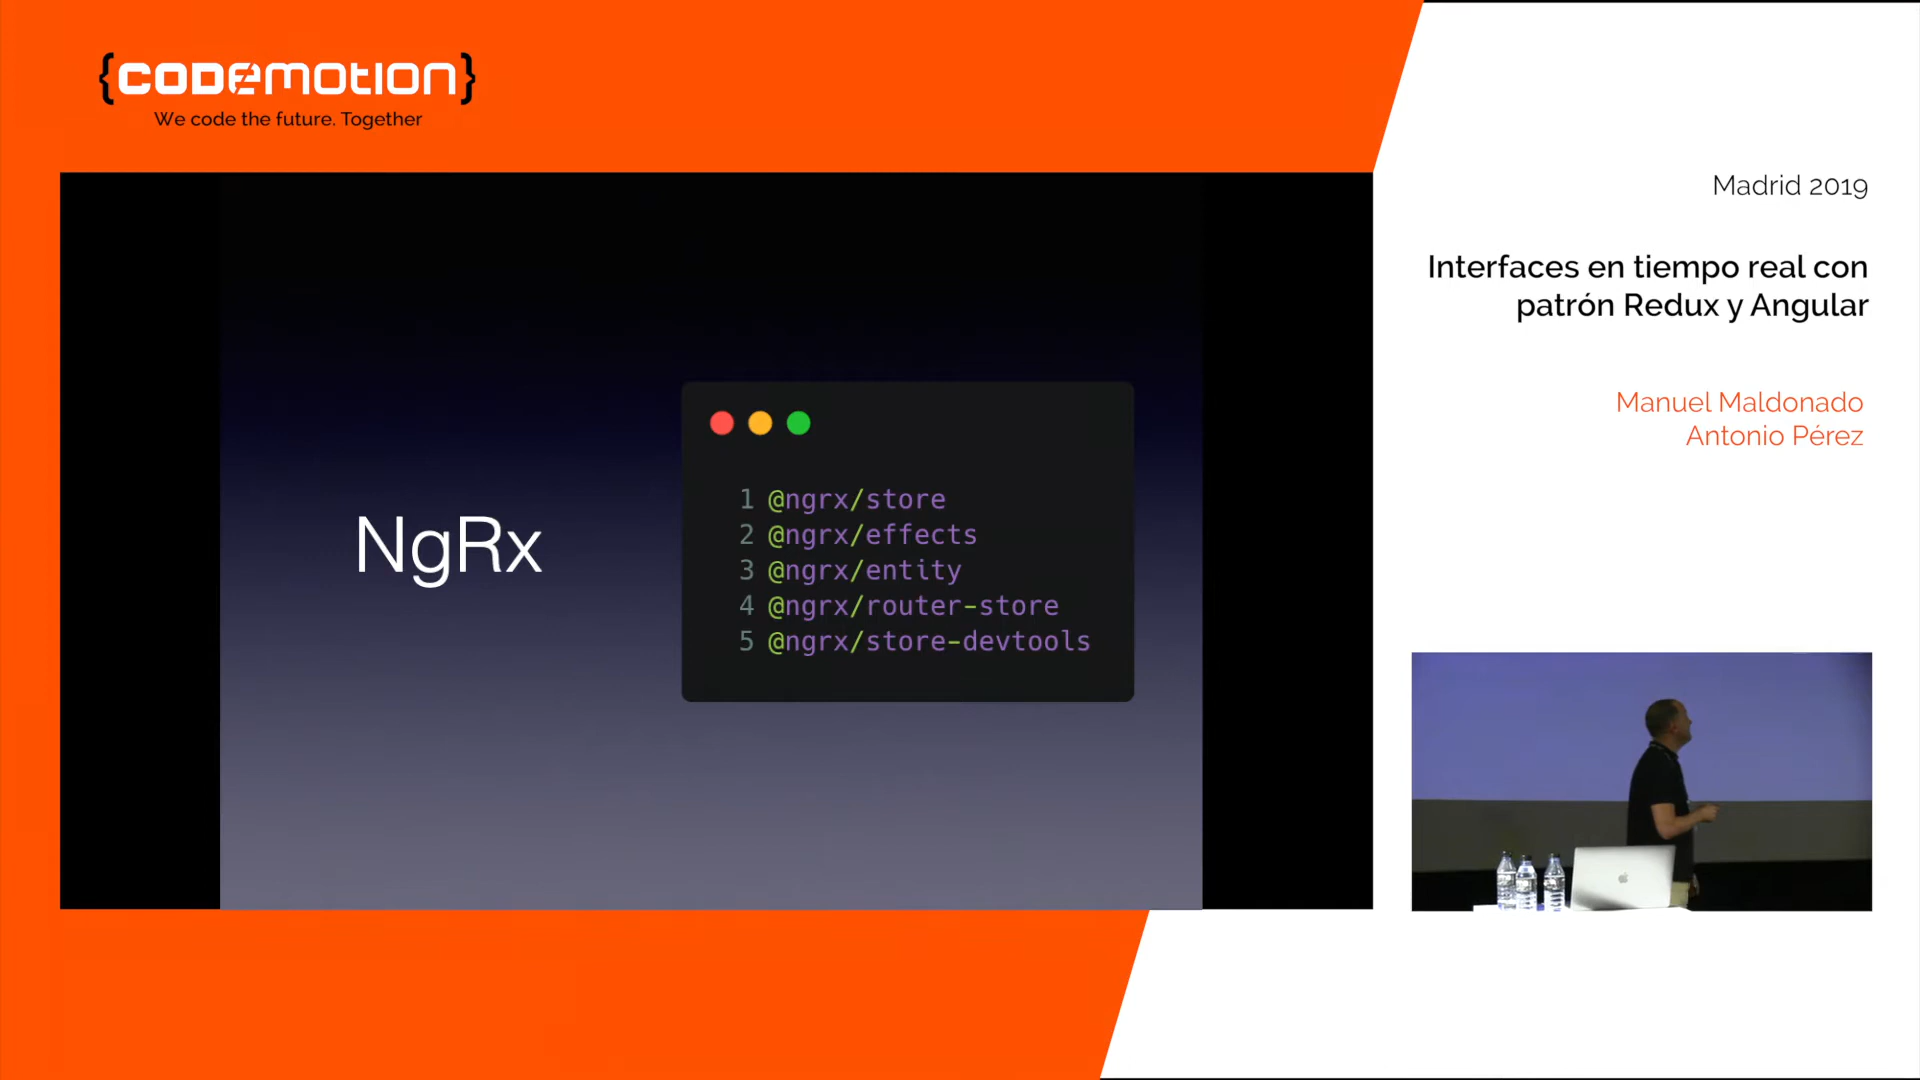 {CODEMOTION}
We code the future. Together
Madrid 2019
Interfaces en tiempo real con
patrón Redux y Angular
Manuel Maldonado
Antonio Pérez
NgRx
1 @ngrx/store
2 @ngrx/effects
3 @ngrx/entity
4 @ngrx/router-store
5 @ngrx/store-devtools